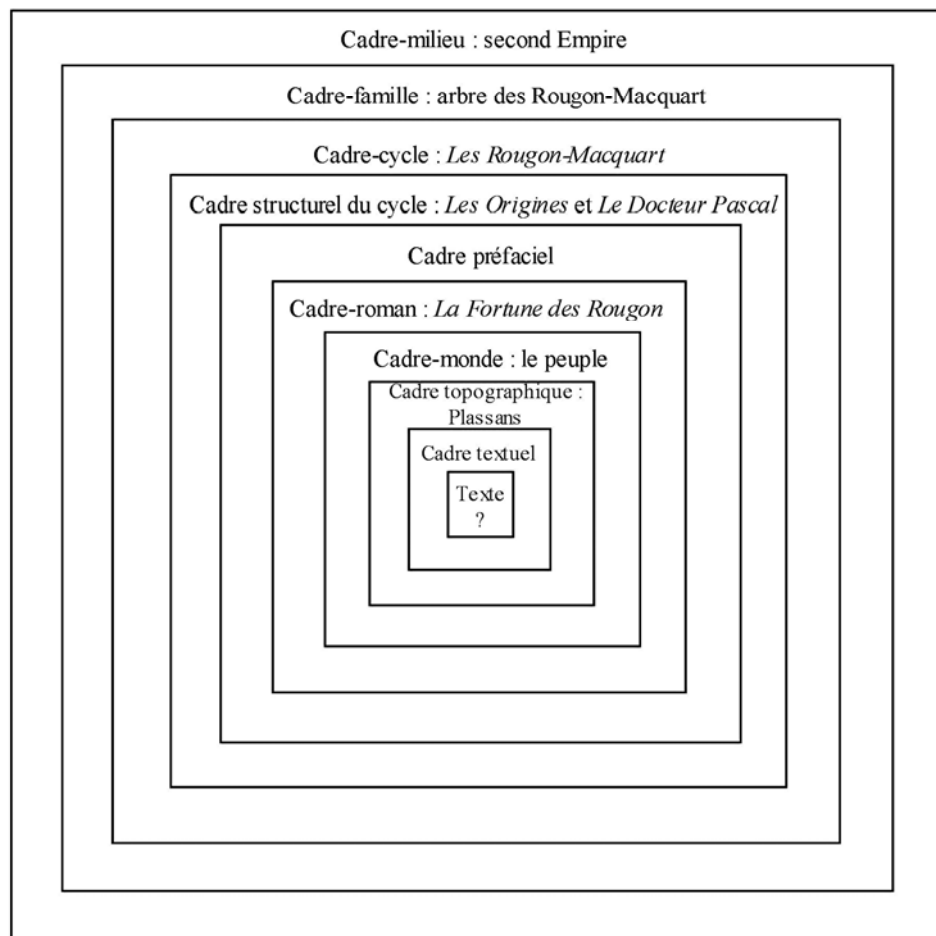 Cadre-milieu : second Empire
Cadre-famille : arbre des Rougon-Macquart
Cadre-cycle : Les Rougon-Macquart
Cadre structurel du cycle : Les Origines et Le Docteur Pascal
Cadre préfaciel
Cadre-roman : La Fortune des Rougon
Cadre-monde : le peuple
Cadre topographique :
Plassans
Cadre textuel
Texte
?